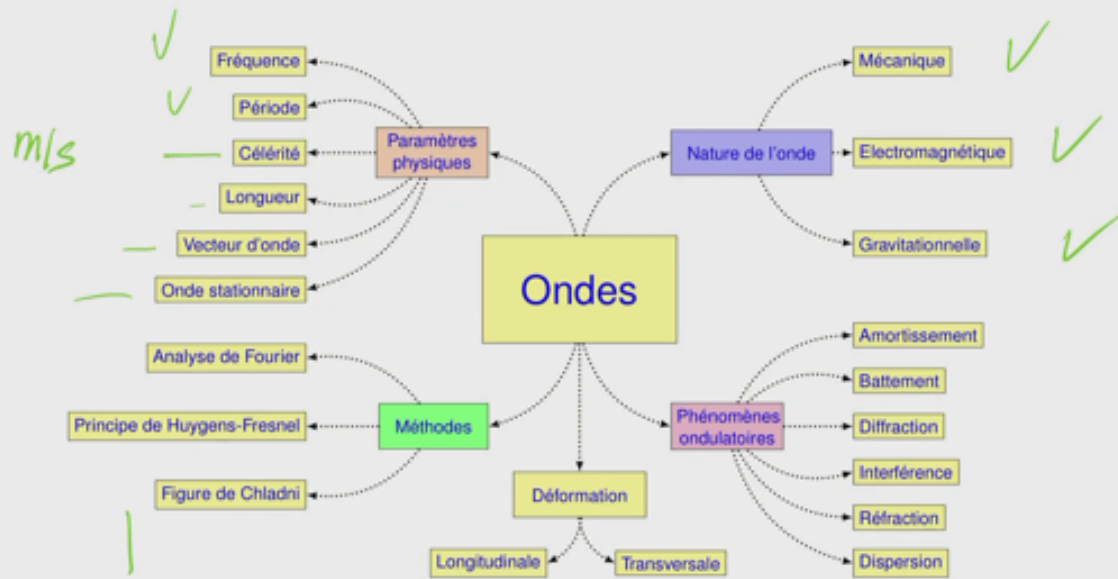 Fréquence
Période
m/s
Célérité
Longueur
Vecteur d'onde
Onde stationnaire
Paramètres
physiques
Nature de l'onde
Mécanique
Electromagnétique
Gravitationnelle
Ondes
Analyse de Fourier
Principe de Huygens-Fresnel
Figure de Chladni
Méthodes
Déformation
Longitudinale
Transversale
Phénomènes
ondulatoires
Amortissement
Battement
Diffraction
Interférence
Réfraction
Dispersion